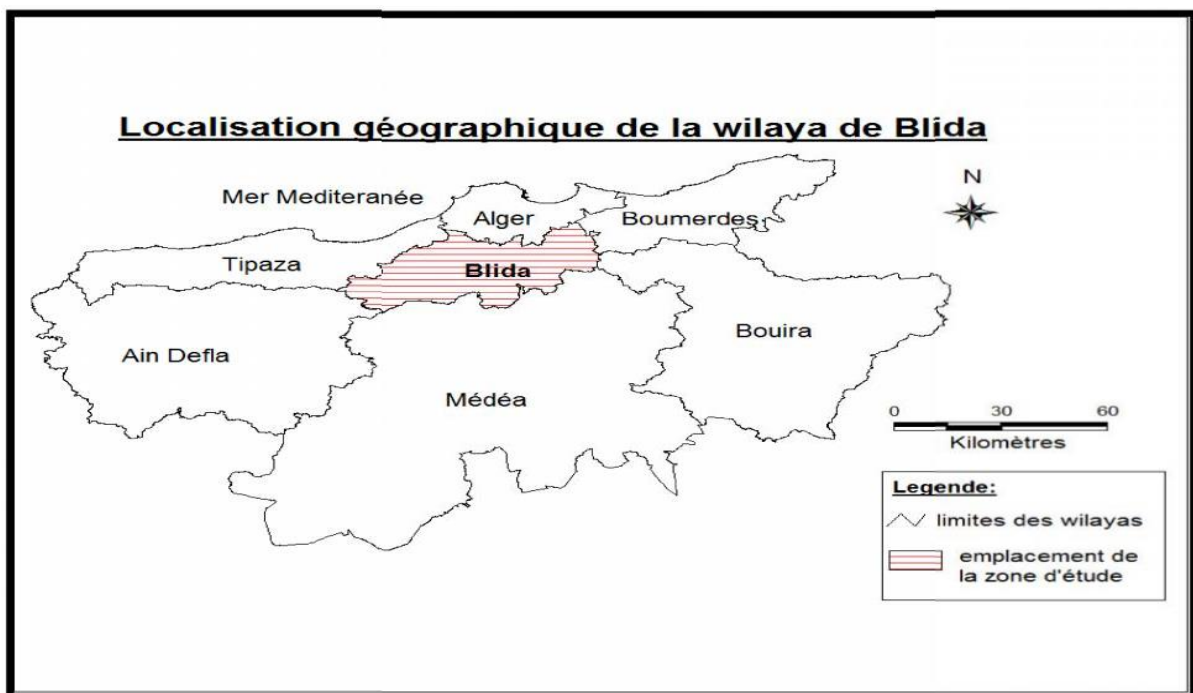 Localisation géographique de la wilaya de Blida
N
Mer Mediteranée
Alger
Boumerdes
Tipaza
Blida
Bouira
Ain Defla
Médéa
0 30 60
Kilomètres
Legende:
limites des wilayas
emplacement de
la zone d'étude